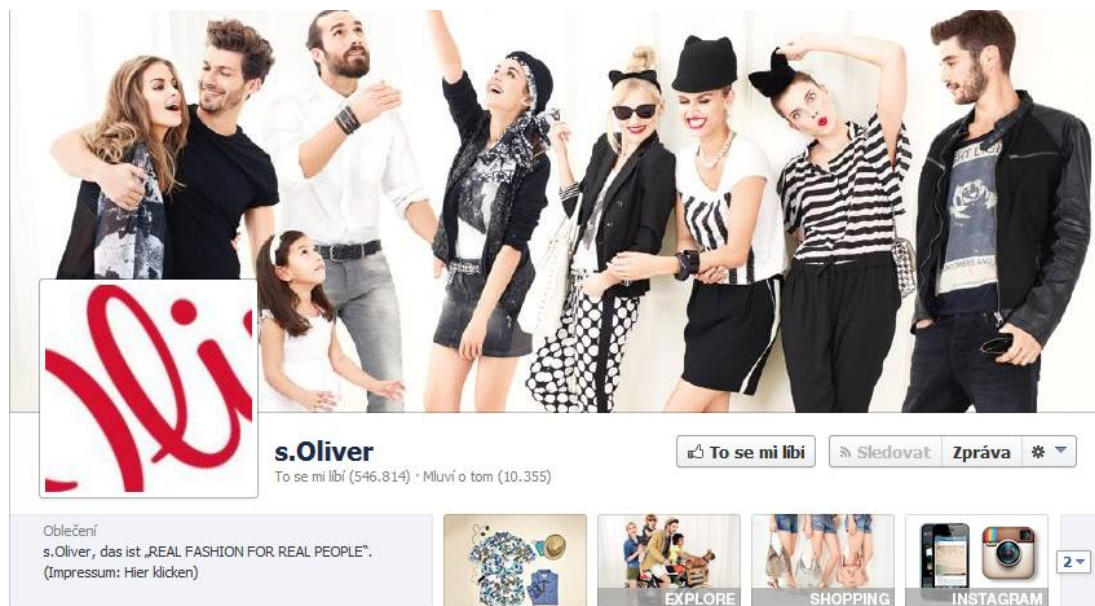 Oli
s.Oliver
To se mi líbí (546.814) · Mluví o tom (10.355)
To se mi líbí
Sledovat
Zpráva
Oblečení
s.Oliver, das ist „REAL FASHION FOR REAL PEOPLE“.
(Impressum: Hier klicken)
EXPLORE
SHOPPING
INSTAGRAM
2